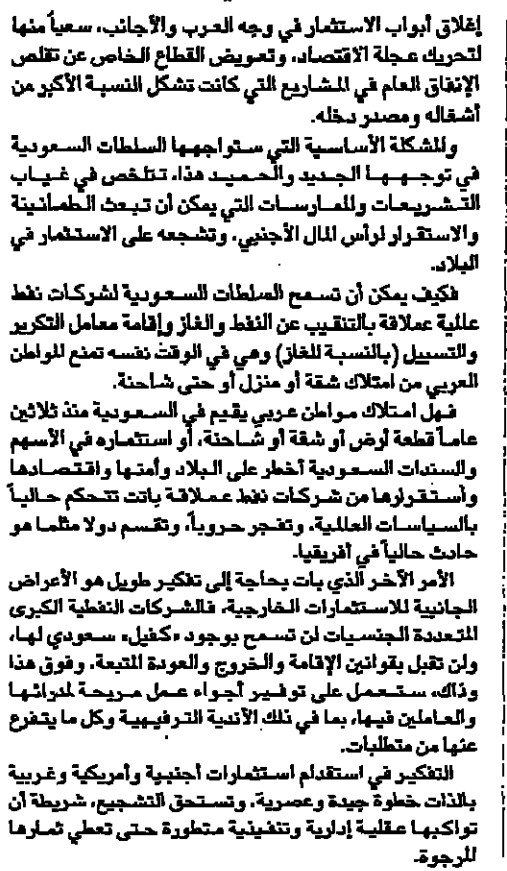 إغلاق أبواب الاستثمار في وجه العرب والأجانب، سعياً منها
لتحريك عجلة الاقتصاد، وتعويض القطاع الخاص عن تقلص
الإنفاق العام في المشاريع التي كانت تشكل النسبة الأكبر من
أشغاله ومصدر دخله.
والمشكلة الأساسية التي ستواجهها السلطات السعودية
في توجهها الجديد والحميد هذا، تتلخص في غياب
التشريعات والممارسات التي يمكن أن تبعث الطمأنينة
والاستقرار لرأس المال الأجنبي، وتشجعه على الاستثمار في
البلاد.
فكيف يمكن أن تسمح السلطات السعودية لشركات نفط
عالمية عملاقة بالتنقيب عن النفط والغاز وإقامة معامل التكرير
والتسييل (بالنسبة للغاز) وهي في الوقت نفسه تمنع المواطن
العربي من امتلاك شقة أو منزل أو حتى شاحنة.
فهل امتلاك مواطن عربي يقيم في السعودية منذ ثلاثين
عاماً قطعة أرض أو شقة أو شاحنة، أو استثماره في الأسهم
والسندات السعودية أخطر على البلاد وأمنها واقتصادها
وأستقرارها من شركات نفط عملاقة باتت تتحكم حالياً
بالسياسات العالمية، وتفجر حروباً، وتقسم دولا مثلما هو
حادث حالياً في أفريقيا.
الأمر الآخر الذي بات بحاجة إلى تفكير طويل هو الأعراض
الجانبية للاستثمارات الخارجية، فالشركات النفطية الكبرى
المتعددة الجنسيات لن تسمح بوجود «كفيل» سعودي لها،
ولن تقبل بقوانين الإقامة والخروج والعودة المتبعة، وفوق هذا
وذاك، ستعمل على توفير أجواء عمل مريحة لمدرائها
والعاملين فيها، بما في ذلك الأندية الترفيهية وكل ما يتفرع
عنها من متطلبات.
التفكير في استقدام استثمارات أجنبية وأمريكية وغربية
بالذات خطوة جيدة وعصرية، وتستحق التشجيع، شريطة أن
تواكبها عقلية إدارية وتنفيذية متطورة حتى تعطي ثمارها
المرجوة.